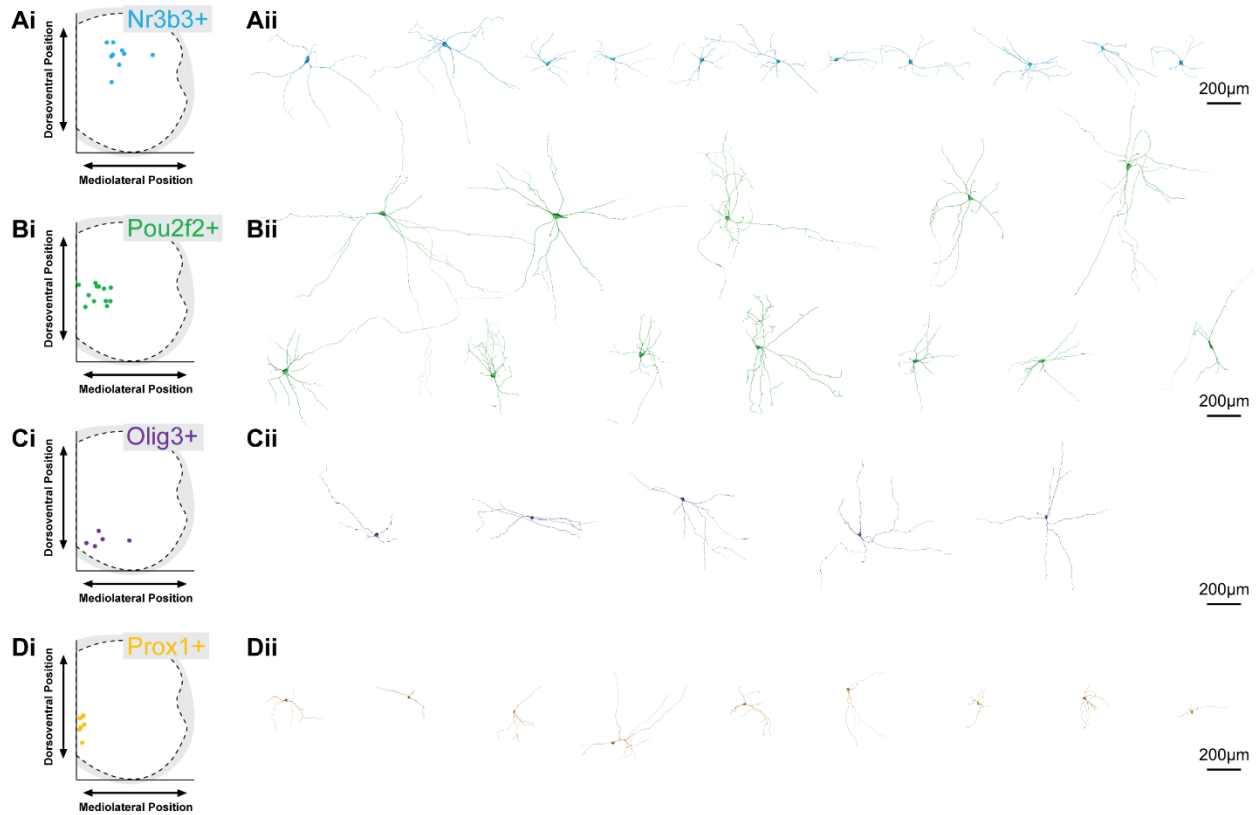 Ai
Nr3b3+
Aii
Dorsoventral Position
Mediolateral Position
200µm
Bi
Pou2f2+
Bii
Dorsoventral Position
Mediolateral Position
200µm
Ci
Olig3+
Cii
Dorsoventral Position
Mediolateral Position
200µm
Di
Prox1+
Dii
Dorsoventral Position
Mediolateral Position
200µm